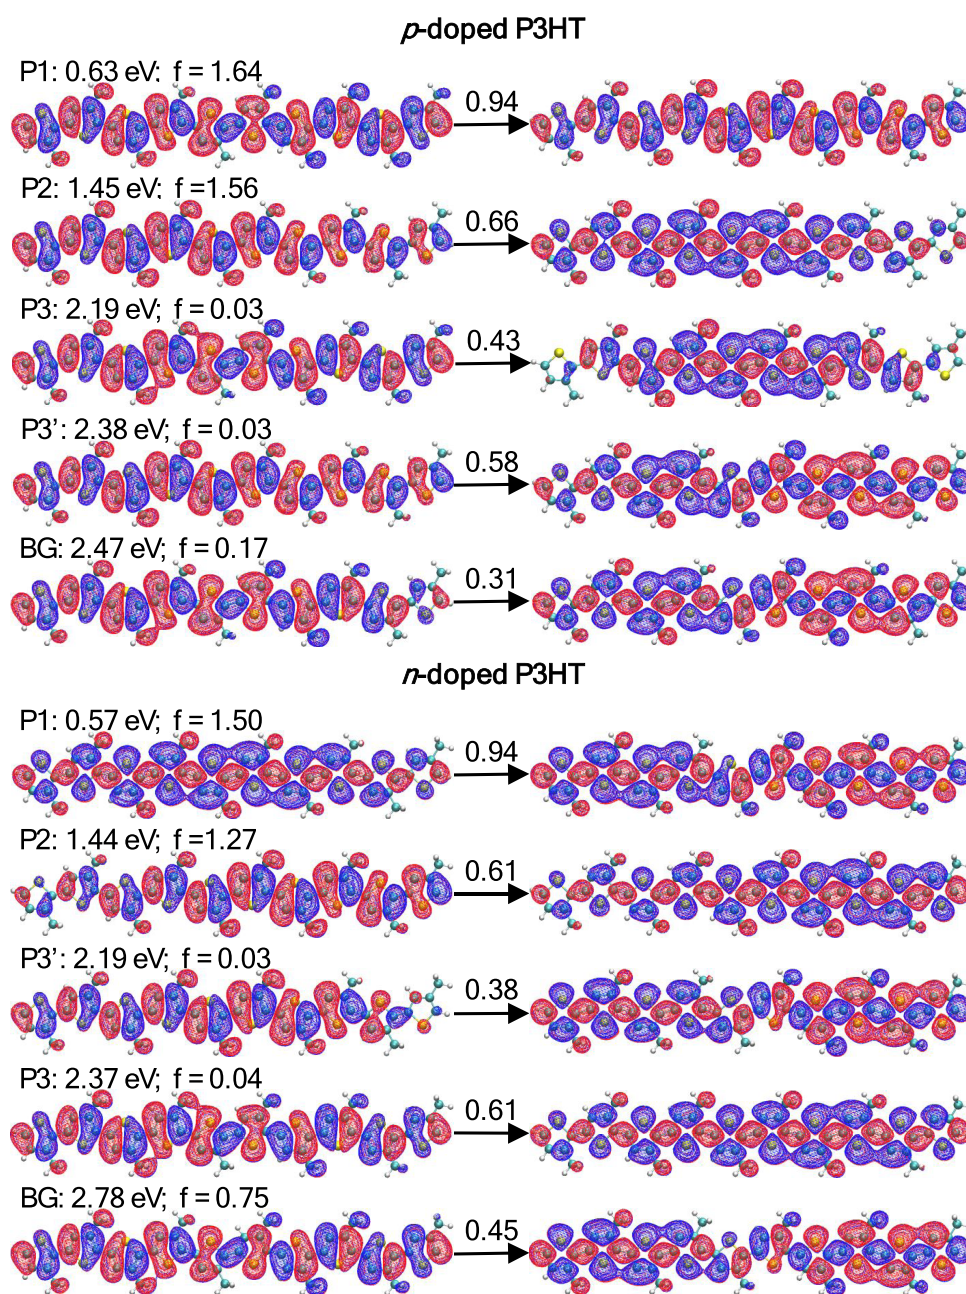 p-doped P3HT
P1: 0.63 eV; f = 1.64
0.94
P2: 1.45 eV; f =1.56
0.66
P3: 2.19 eV; f = 0.03
0.43
P3’: 2.38 eV; f = 0.03
0.58
BG: 2.47 eV; f = 0.17
0.31
n-doped P3HT
P1: 0.57 eV; f = 1.50
0.94
P2: 1.44 eV; f =1.27
0.61
P3’: 2.19 eV; f = 0.03
0.38
P3: 2.37 eV; f = 0.04
0.61
BG: 2.78 eV; f = 0.75
0.45